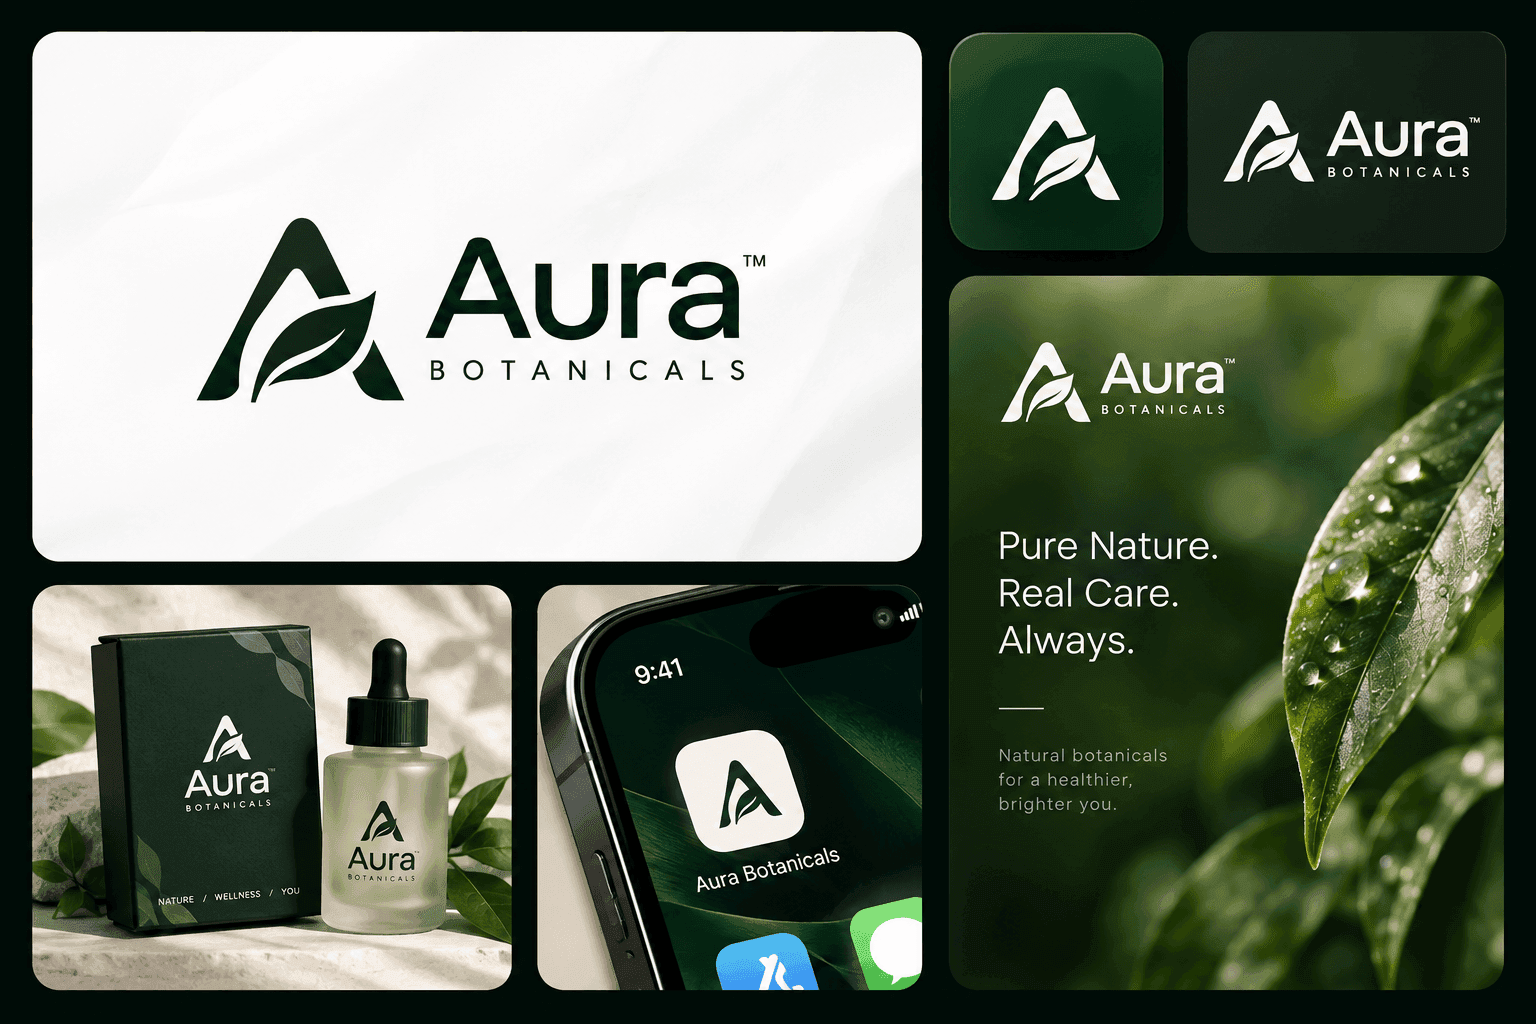 Aura™
BOTANICALS
Aura™
BOTANICALS
Aura™
BOTANICALS
Pure Nature.
Real Care.
Always.
Natural botanicals
for a healthier,
brighter you.
Aura™
BOTANICALS
NATURE / WELLNESS / YOU
Aura™
BOTANICALS
9:41
Aura Botanicals